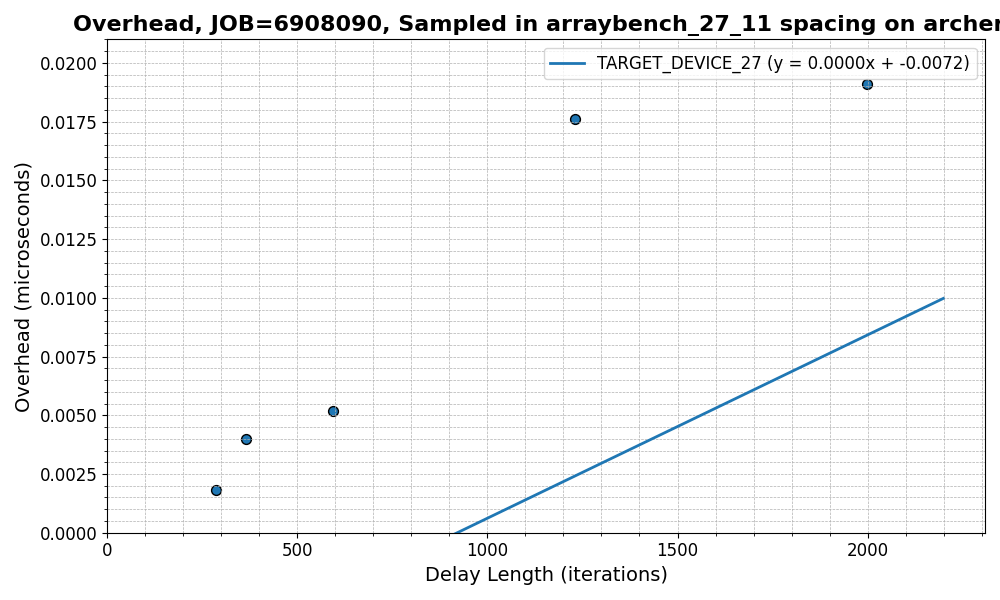 Overhead, JOB=6908090, Sampled in arraybench_27_11 spacing on archer
TARGET_DEVICE_27 (y = 0.0000x + -0.0072)
Overhead (microseconds)
0.0200
0.0175
0.0150
0.0125
0.0100
0.0075
0.0050
0.0025
0.0000
0 500 1000 1500 2000
Delay Length (iterations)